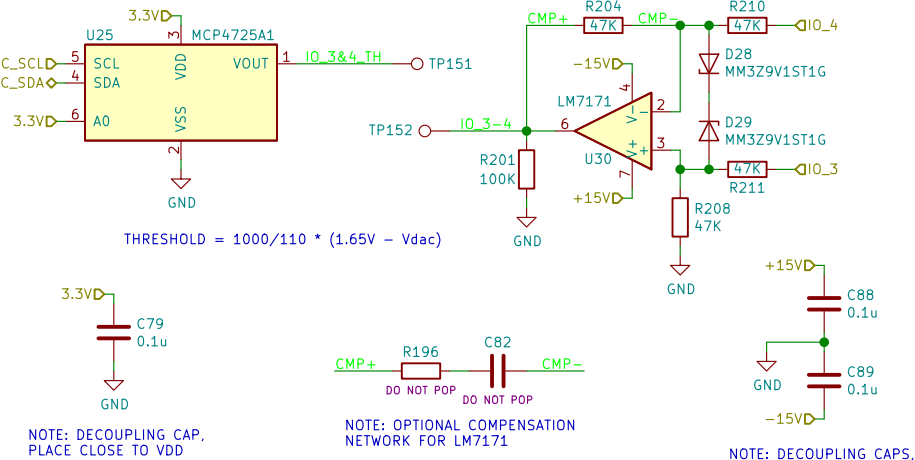 3.3V
U25
MCP4725A1
3
C_SCL
5
SCL
VDD
VOUT
1
IO_3&4_TH
TP151
C_SDA
4
SDA
3.3V
6
A0
VSS
2
GND
THRESHOLD = 1000/110 * (1.65V - Vdac)
R204
CMP+
47K
CMP-
R210
47K
IO_4
D28
MM3Z9V1ST1G
-15V
4
LM7171
V-
-
2
TP152
IO_3-4
6
D29
MM3Z9V1ST1G
V+
+
3
U30
7
+15V
R201
100K
GND
47K
R211
IO_3
R208
47K
GND
3.3V
C79
0.1u
GND
NOTE: DECOUPLING CAP,
PLACE CLOSE TO VDD
CMP+
R196
DO NOT POP
C82
DO NOT POP
CMP-
NOTE: OPTIONAL COMPENSATION
NETWORK FOR LM7171
+15V
C88
0.1u
GND
C89
0.1u
-15V
NOTE: DECOUPLING CAPS,